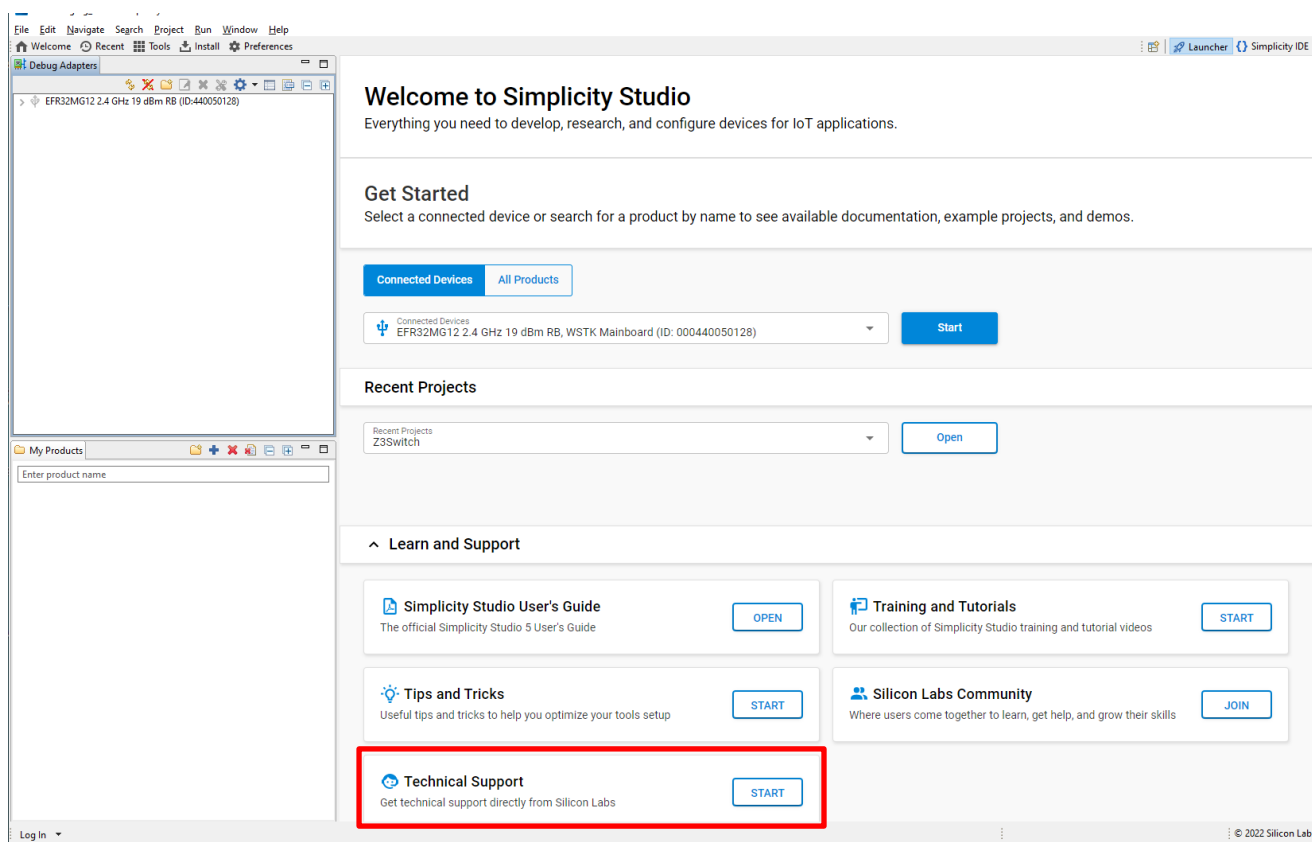 File Edit Navigate Search Project Run Window Help
Welcome Recent Tools Install Preferences
Launcher Simplicity IDE
Debug Adapters
EFR32MG12 2.4 GHz 19 dBm RB (ID:440050128)
Welcome to Simplicity Studio
Everything you need to develop, research, and configure devices for IoT applications.
Get Started
Select a connected device or search for a product by name to see available documentation, example projects, and demos.
Connected Devices All Products
Connected Devices
EFR32MG12 2.4 GHz 19 dBm RB, WSTK Mainboard (ID: 000440050128)
Start
Recent Projects
Recent Projects
Z3Switch
Open
My Products
Enter product name
Learn and Support
Simplicity Studio User's Guide
The official Simplicity Studio 5 User's Guide
OPEN
Training and Tutorials
Our collection of Simplicity Studio training and tutorial videos
START
Tips and Tricks
Useful tips and tricks to help you optimize your tools setup
START
Silicon Labs Community
Where users come together to learn, get help, and grow their skills
JOIN
Technical Support
Get technical support directly from Silicon Labs
START
Log In
© 2022 Silicon Lab